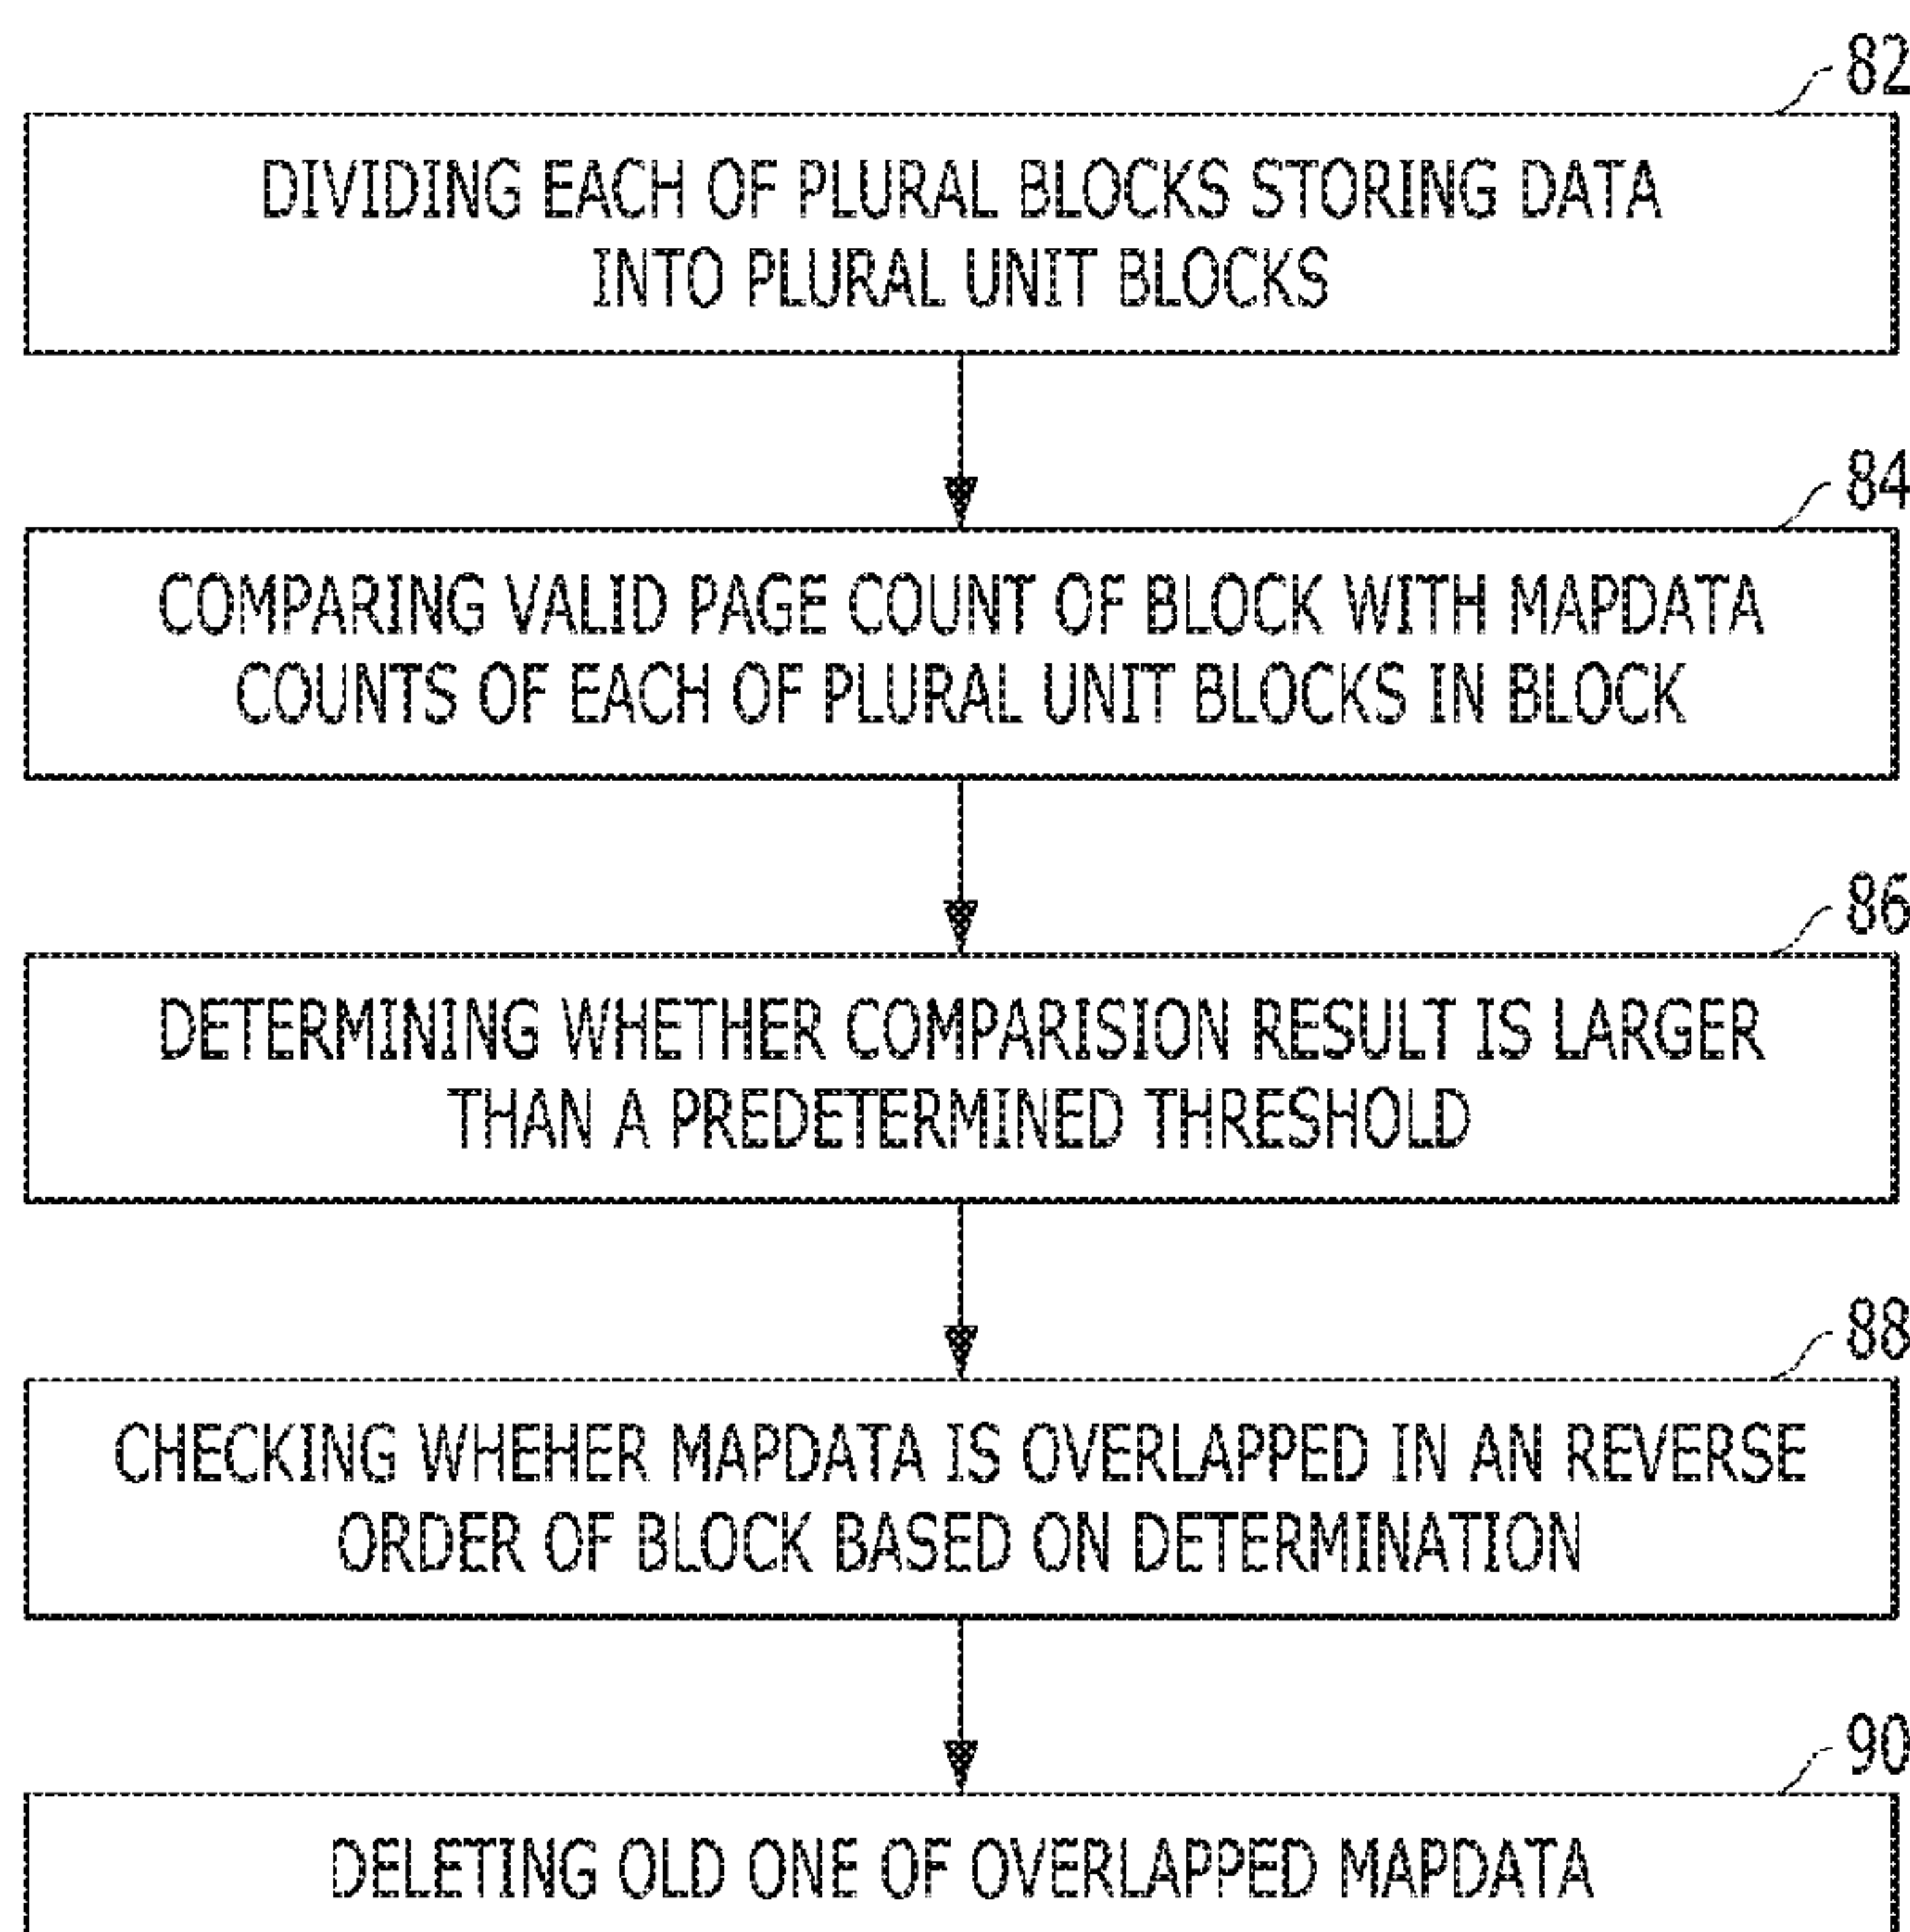 82
DIVIDING EACH OF PLURAL BLOCKS STORING DATA
INTO PLURAL UNIT BLOCKS
84
COMPARING VALID PAGE COUNT OF BLOCK WITH MAPDATA
COUNTS OF EACH OF PLURAL UNIT BLOCKS IN BLOCK
86
DETERMINING WHETHER COMPARISION RESULT IS LARGER
THAN A PREDETERMINED THRESHOLD
88
CHECKING WHEHER MAPDATA IS OVERLAPPED IN AN REVERSE
ORDER OF BLOCK BASED ON DETERMINATION
90
DELETING OLD ONE OF OVERLAPPED MAPDATA